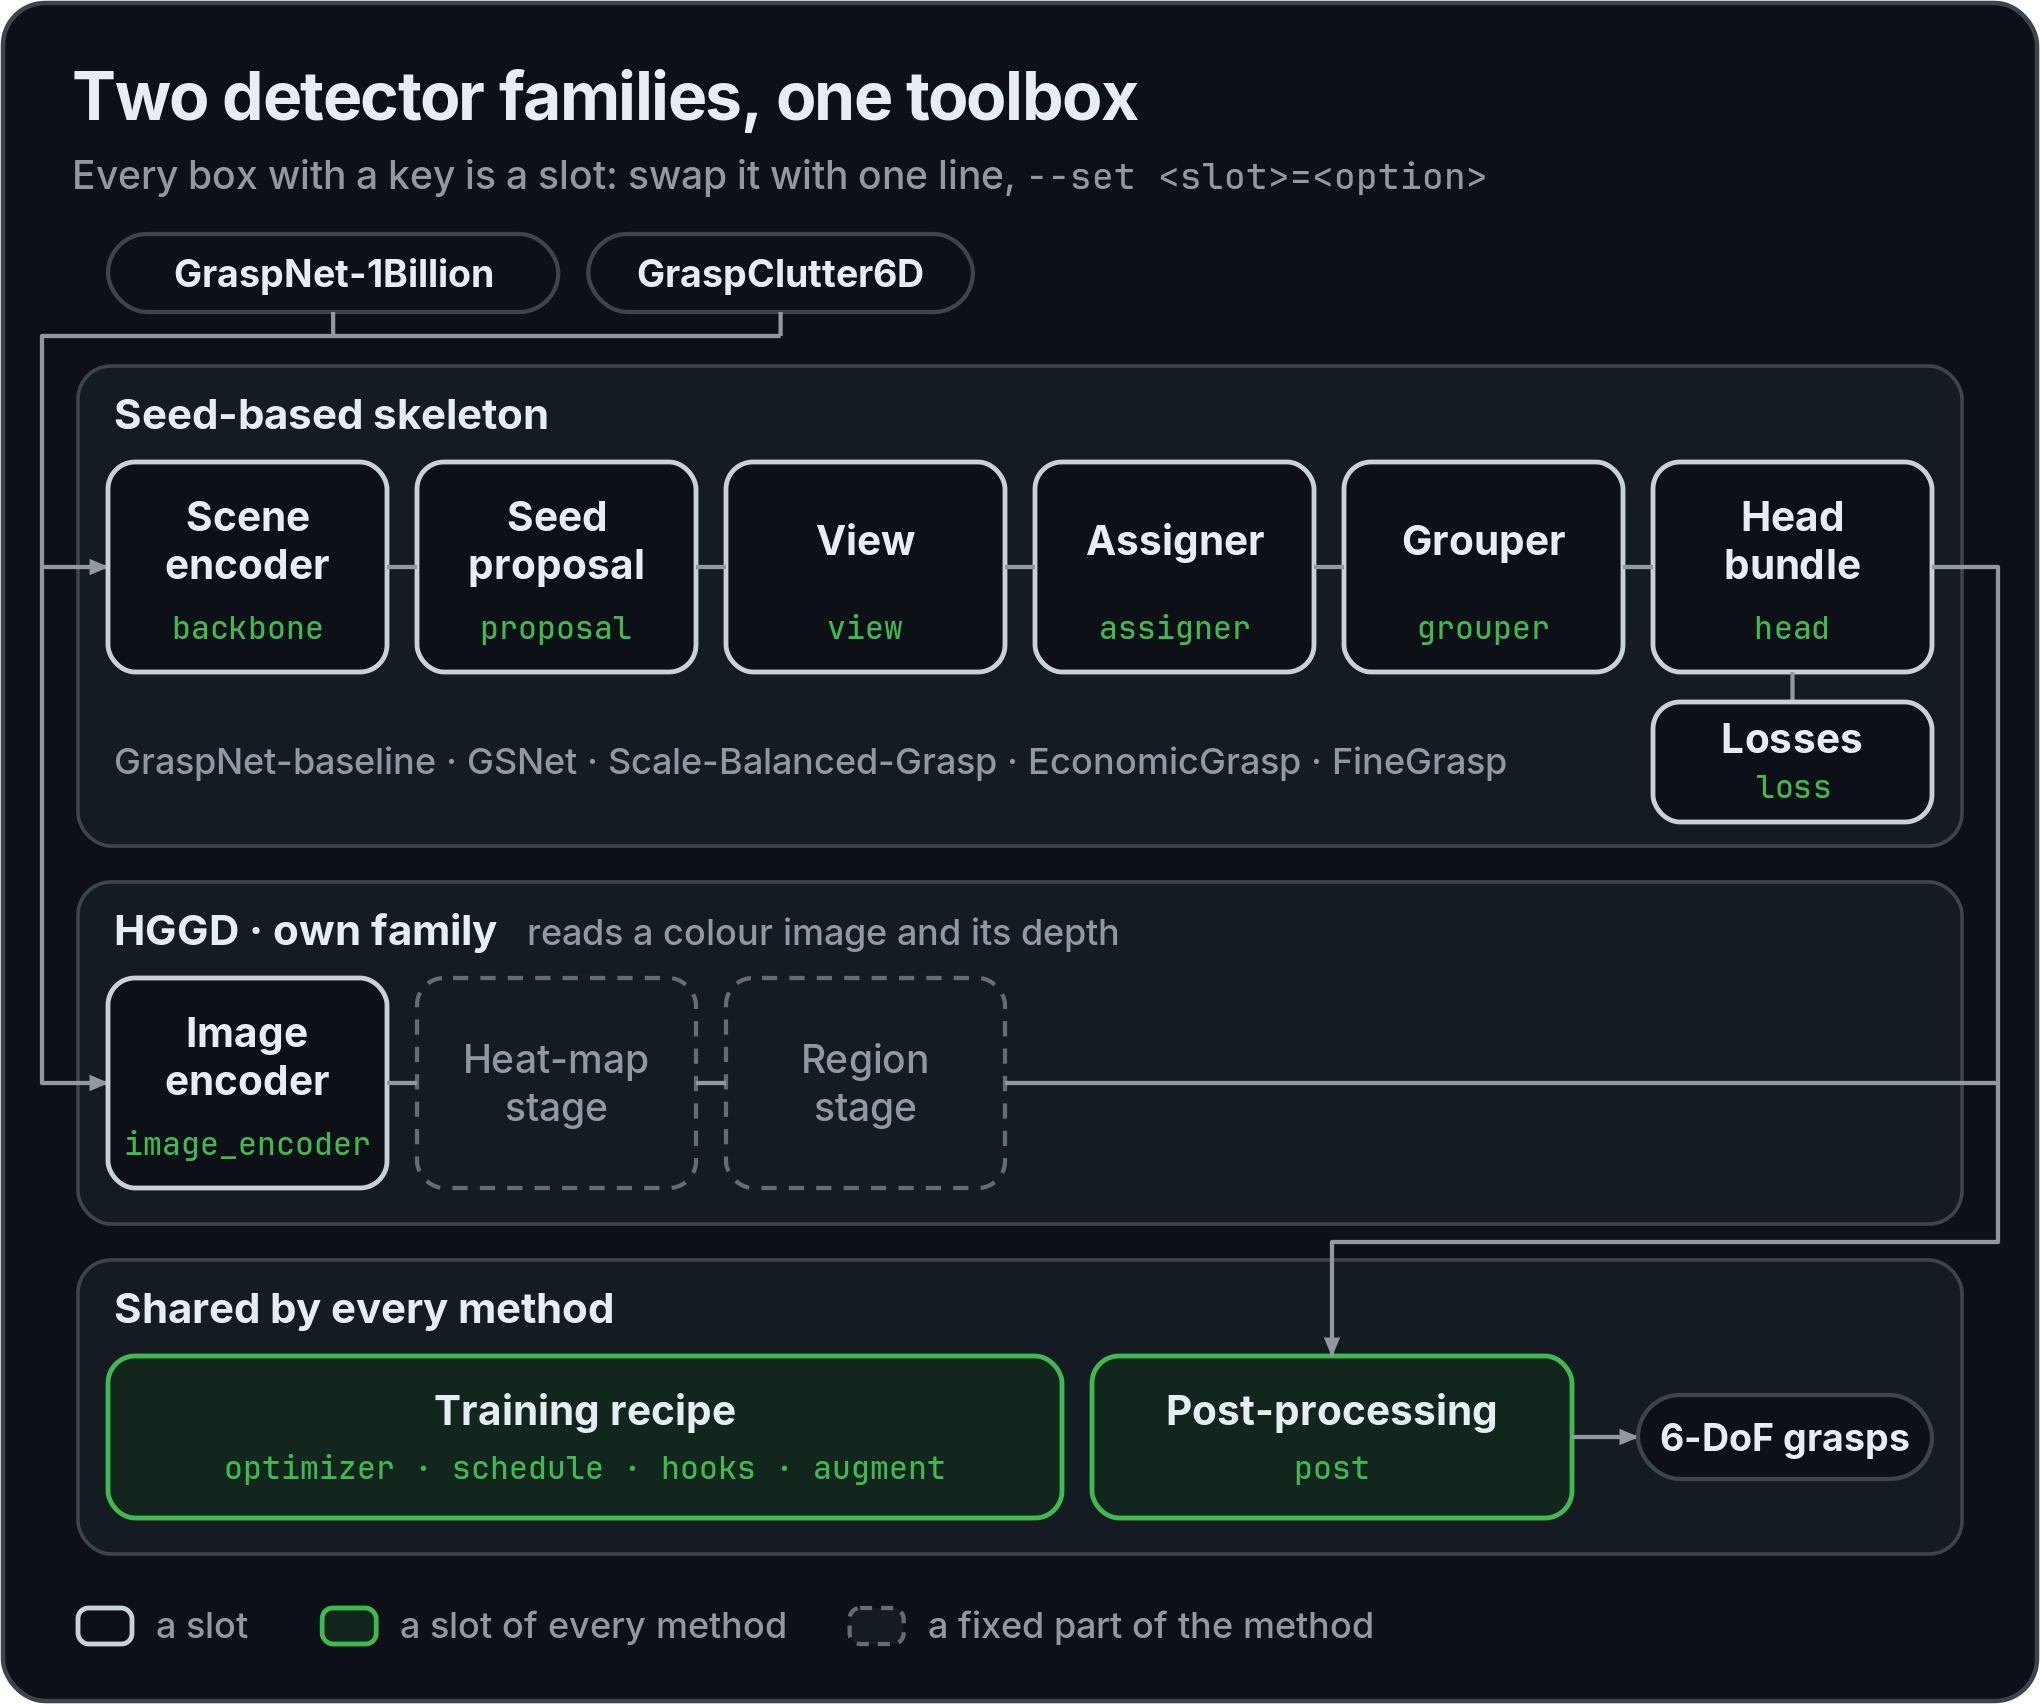 Two detector families, one toolbox
Every box with a key is a slot: swap it with one line, --set <slot>=<option>
GraspNet-1Billion
GraspClutter6D
Seed-based skeleton
Scene
encoder
backbone
Seed
proposal
proposal
View
view
Assigner
assigner
Grouper
grouper
Head
bundle
head
GraspNet-baseline · GSNet · Scale-Balanced-Grasp · EconomicGrasp · FineGrasp
Losses
loss
HGGD · own family reads a colour image and its depth
Image
encoder
image_encoder
Heat-map
stage
Region
stage
Shared by every method
Training recipe
optimizer · schedule · hooks · augment
Post-processing
post
6-DoF grasps
a slot
a slot of every method
a fixed part of the method